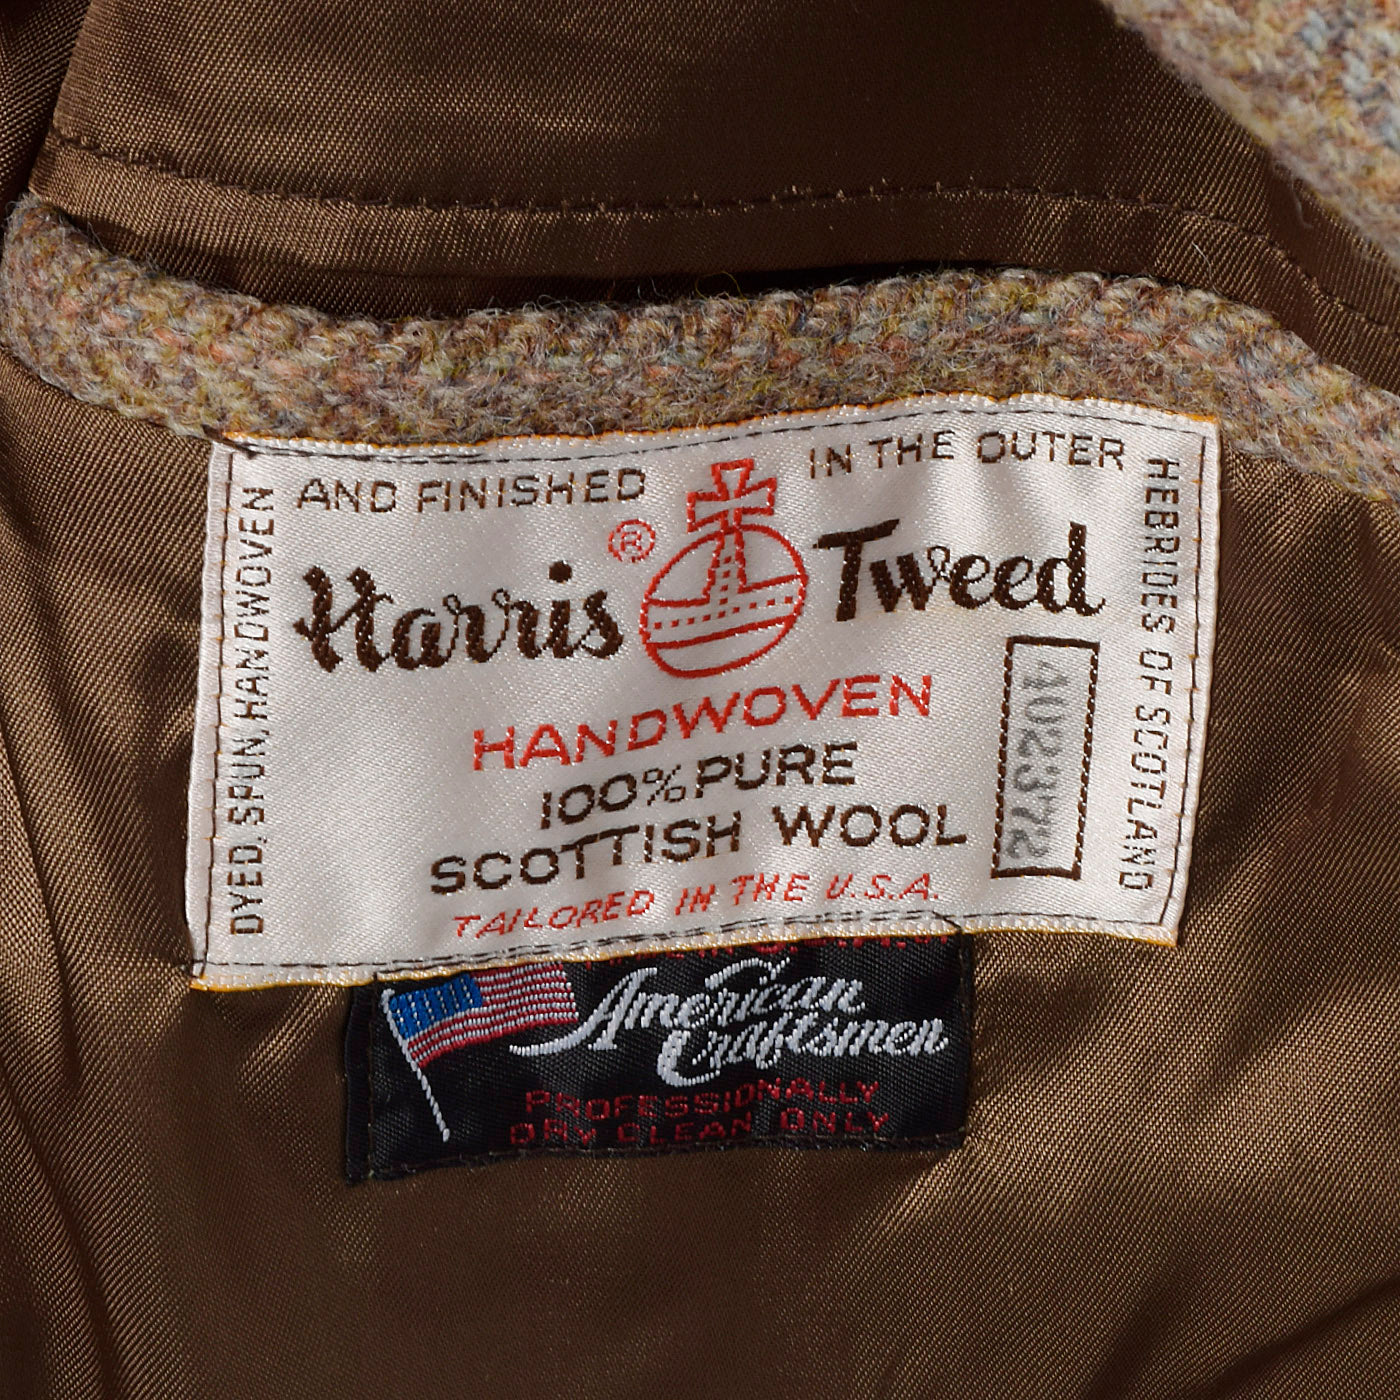 DYED, SPUN, HANDWOVEN
AND FINISHED
IN THE OUTER
HEBRIDES OF SCOTLAND
Harris ® Tweed
HANDWOVEN
100% PURE
SCOTTISH WOOL
TAILORED IN THE U.S.A.
402372
American
Craftsmen
PROFESSIONALLY
DRY CLEAN ONLY